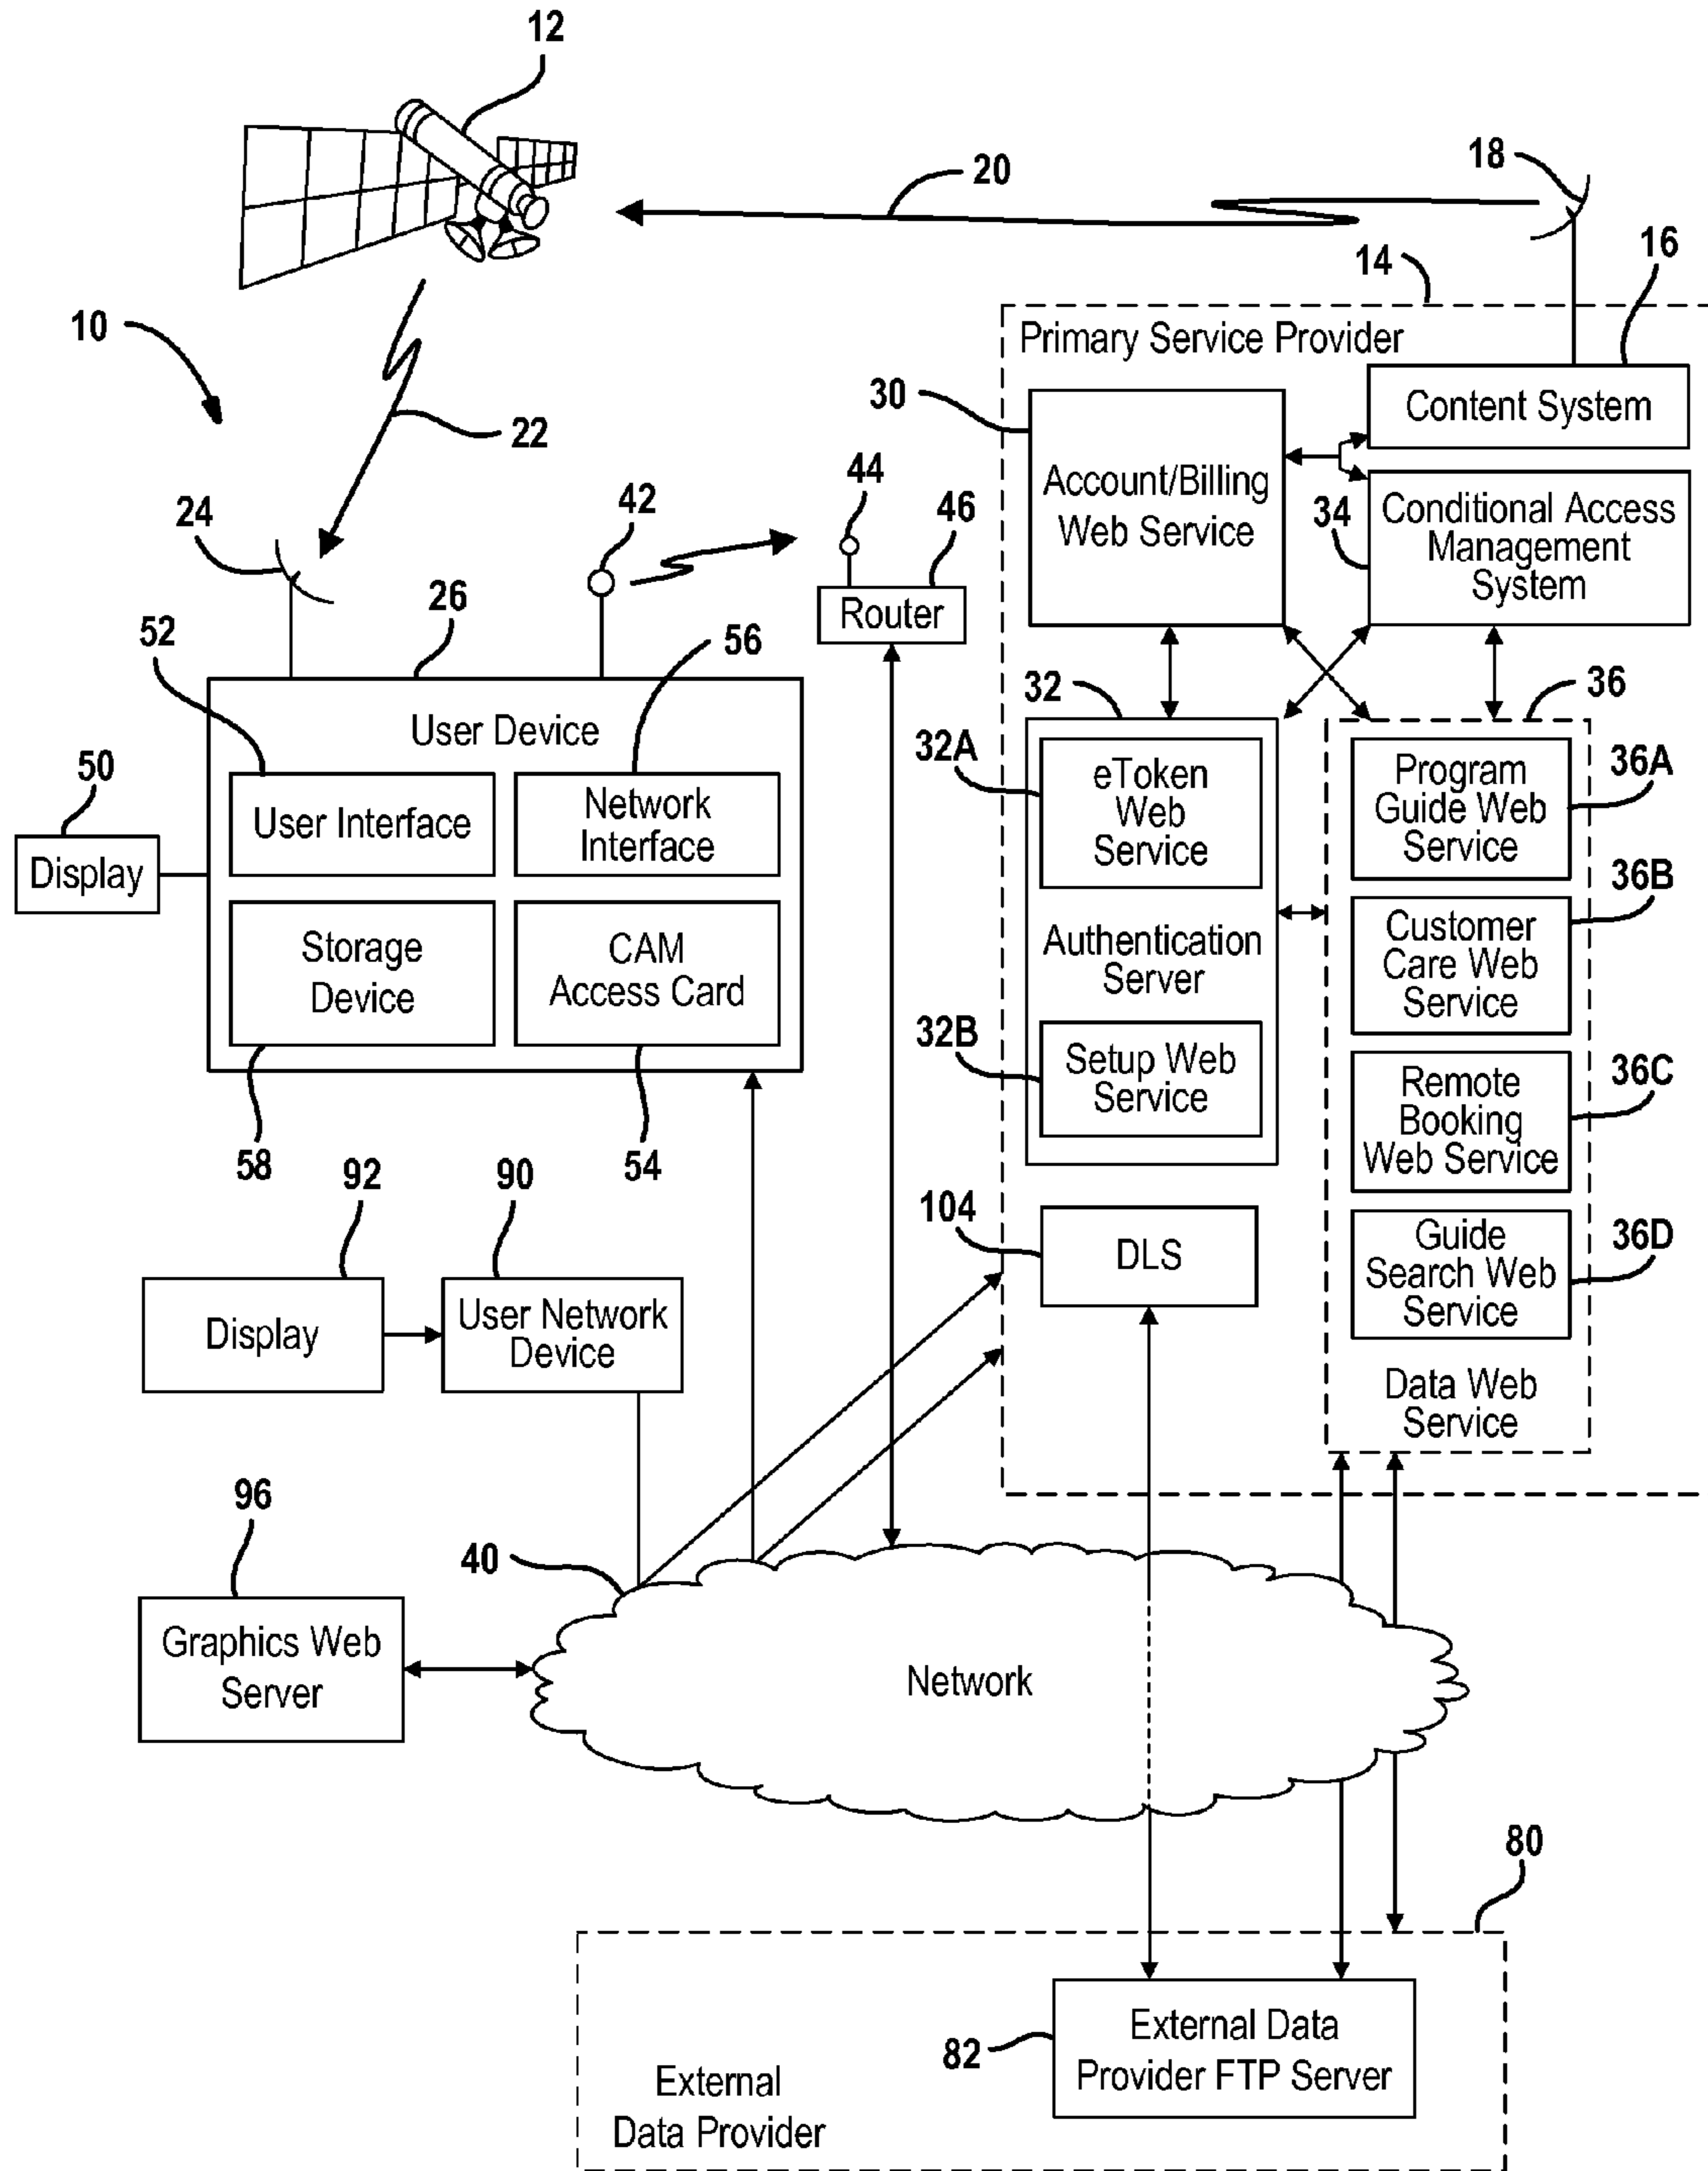 12
18
20
16
14
10
Primary Service Provider
30
Content System
22
44
Account/Billing
Web Service
42
46
24
34
Conditional Access
Management
System
26
Router
52
56
32
36
User Device
32A
eToken
Web
Service
Program
Guide Web
Service
36A
50
User Interface
Network
Interface
Display
36B
Customer
Care Web
Service
Storage
Device
CAM
Access Card
Authentication
Server
32B
Setup Web
Service
36C
Remote
Booking
Web Service
58
54
92
90
104
DLS
Guide
Search Web
Service
36D
Display
User Network
Device
Data Web
Service
96
40
Graphics Web
Server
Network
80
82
External Data
Provider FTP Server
External
Data Provider